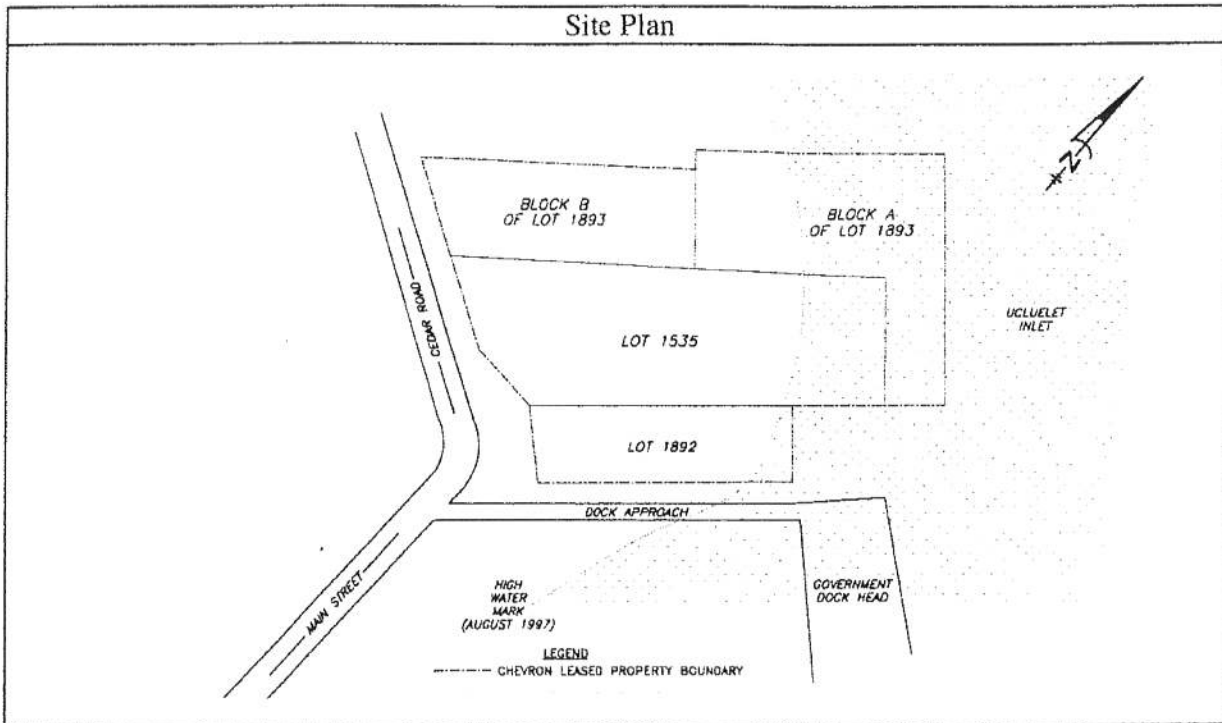 Site Plan
N
BLOCK B
OF LOT 1893
BLOCK A
OF LOT 1893
CEDAR ROAD
LOT 1535
UCLUELET
INLET
LOT 1892
DOCK APPROACH
MAIN STREET
HIGH
WATER
MARK
(AUGUST 1997)
GOVERNMENT
DOCK HEAD
LEGEND
CHEVRON LEASED PROPERTY BOUNDARY